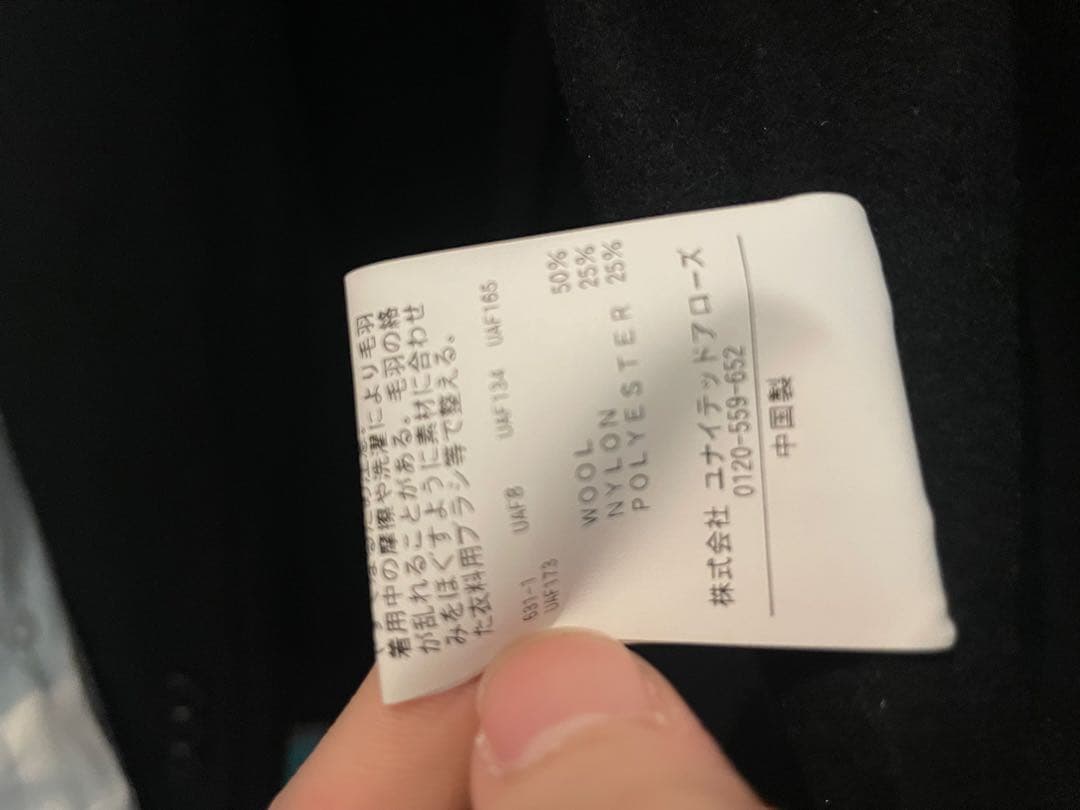 着用中の摩擦や洗濯により毛羽
が乱れることがある。毛羽の絡
みをほぐすように素材に合わせ
た衣料用ブラシ等で整える。
631-1 UAF8 UAF134 UAF165
UAF173
WOOL 50%
NYLON 25%
POLYESTER 25%
株式会社 ユナイテッドアローズ
0120-559-652
中国製